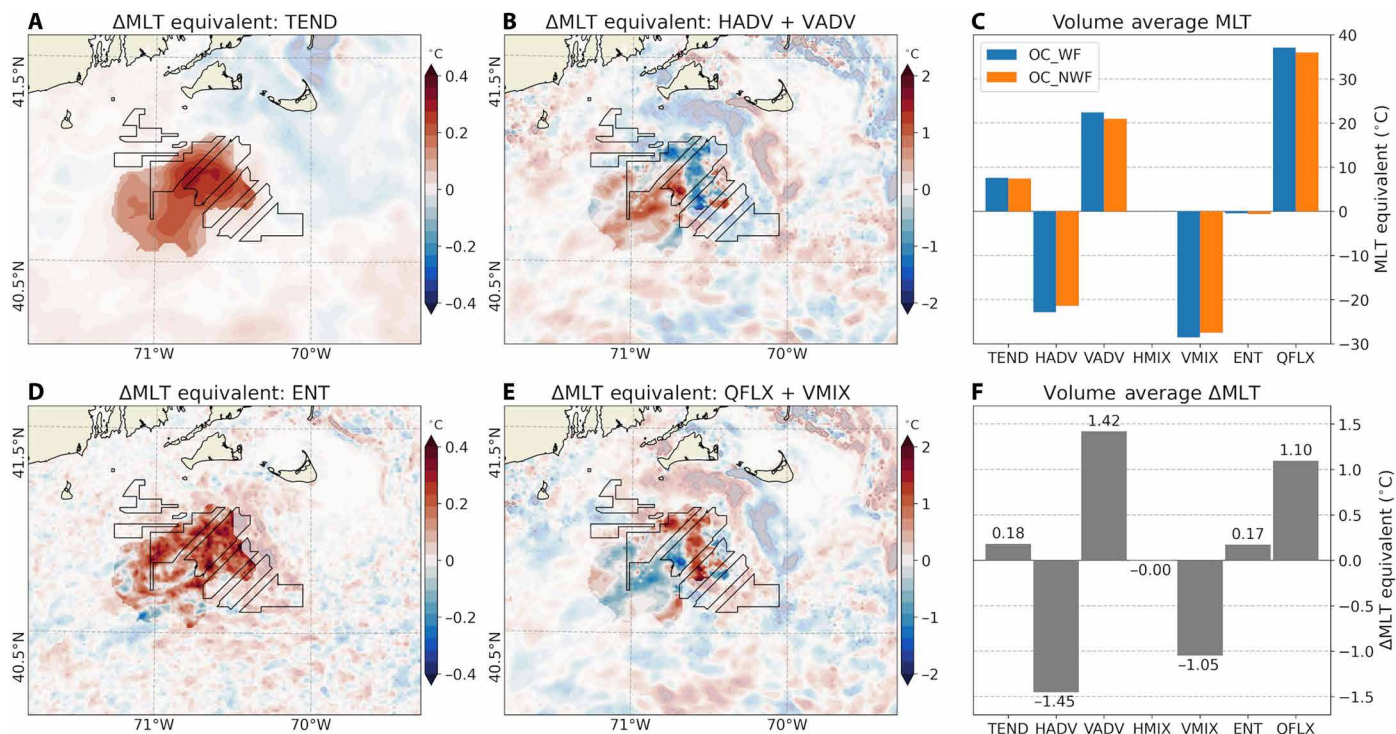 A ΔMLT equivalent: TEND
°C
41.5°N
40.5°N
71°W
70°W
0.4
0.2
0
−0.2
−0.4
B ΔMLT equivalent: HADV + VADV
°C
41.5°N
40.5°N
71°W
70°W
2
1
0
−1
−2
C Volume average MLT
OC_WF
OC_NWF
40
30
20
10
0
−10
−20
−30
MLT equivalent (°C)
TEND HADV VADV HMIX VMIX ENT QFLX
D ΔMLT equivalent: ENT
°C
41.5°N
40.5°N
71°W
70°W
0.4
0.2
0
−0.2
−0.4
E ΔMLT equivalent: QFLX + VMIX
°C
41.5°N
40.5°N
71°W
70°W
2
1
0
−1
−2
F Volume average ΔMLT
0.18
−1.45
1.42
−0.00
−1.05
0.17
1.10
1.5
1.0
0.5
0.0
−0.5
−1.0
−1.5
ΔMLT equivalent (°C)
TEND HADV VADV HMIX VMIX ENT QFLX